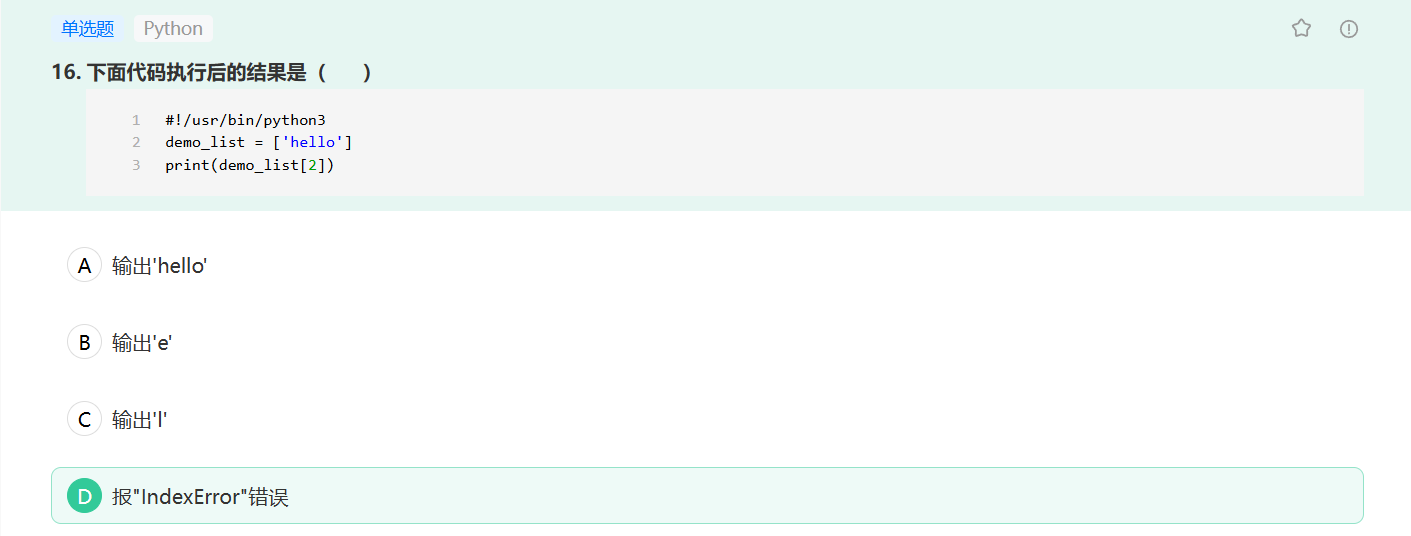 单选题 Python
16. 下面代码执行后的结果是（　　）
1 #!/usr/bin/python3
2 demo_list = ['hello']
3 print(demo_list[2])
A 输出'hello'
B 输出'e'
C 输出'l'
D 报"IndexError"错误